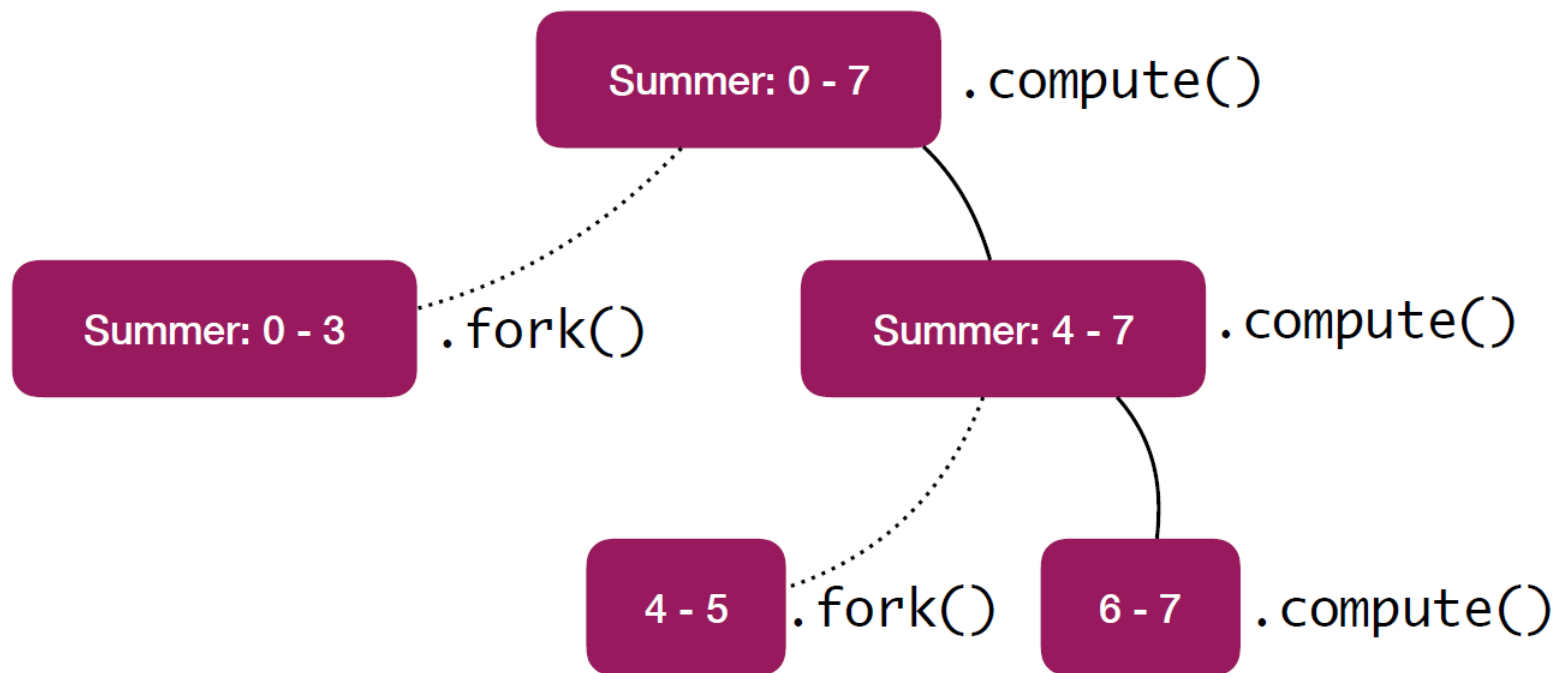 Summer: 0 - 7 .compute()
Summer: 0 - 3 .fork() Summer: 4 - 7 .compute()
4 - 5 .fork() 6 - 7 .compute()